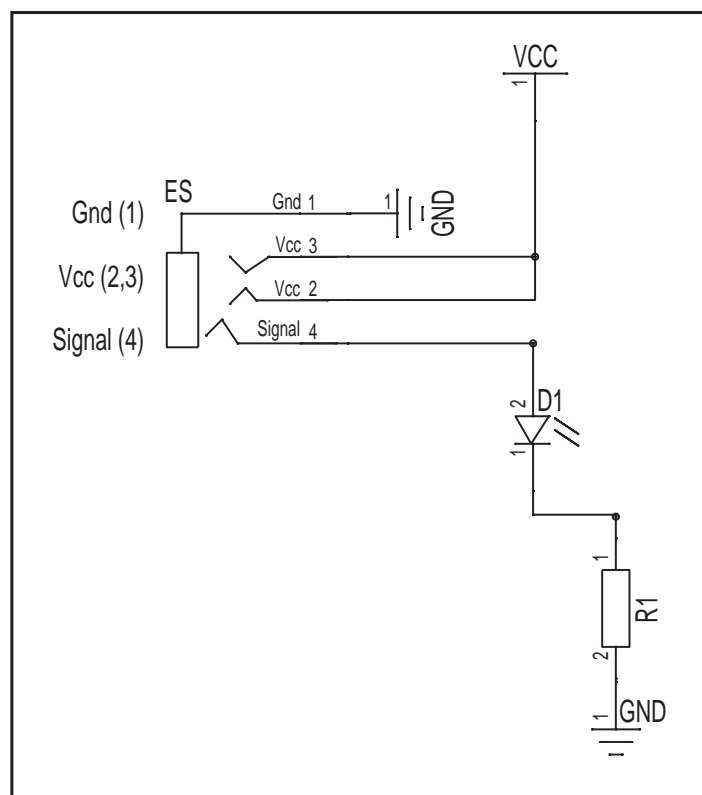 VCC
1
ES
Gnd (1)
Gnd 1
1
GND
Vcc 3
Vcc (2,3)
Vcc 2
Signal (4)
Signal 4
2
D1
1
1
R1
2
1
GND